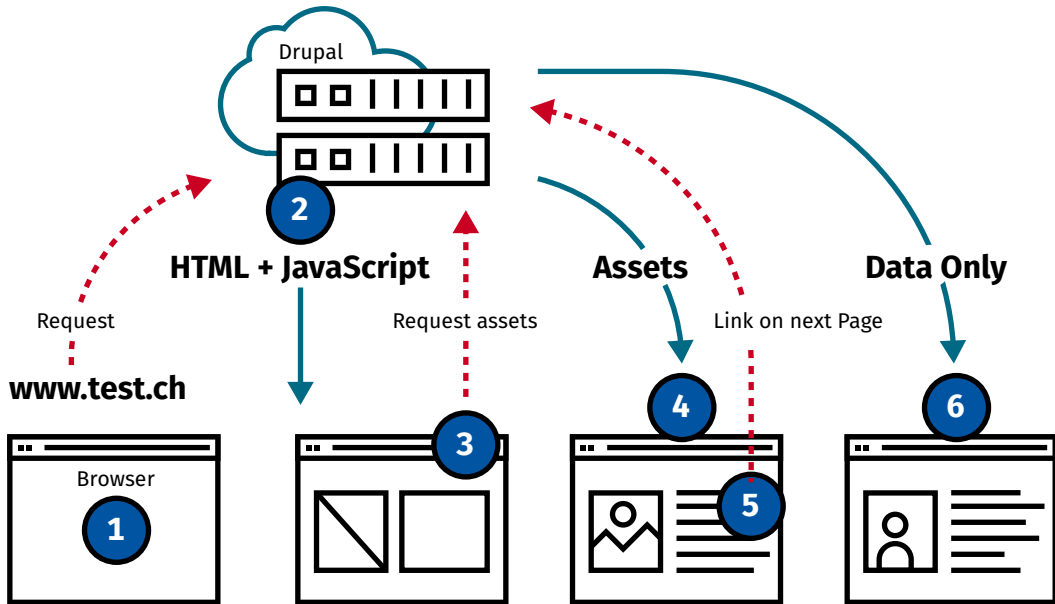 Drupal
2
HTML + JavaScript
Assets
Data Only
Request
Request assets
Link on next Page
www.test.ch
4
6
3
Browser
5
1